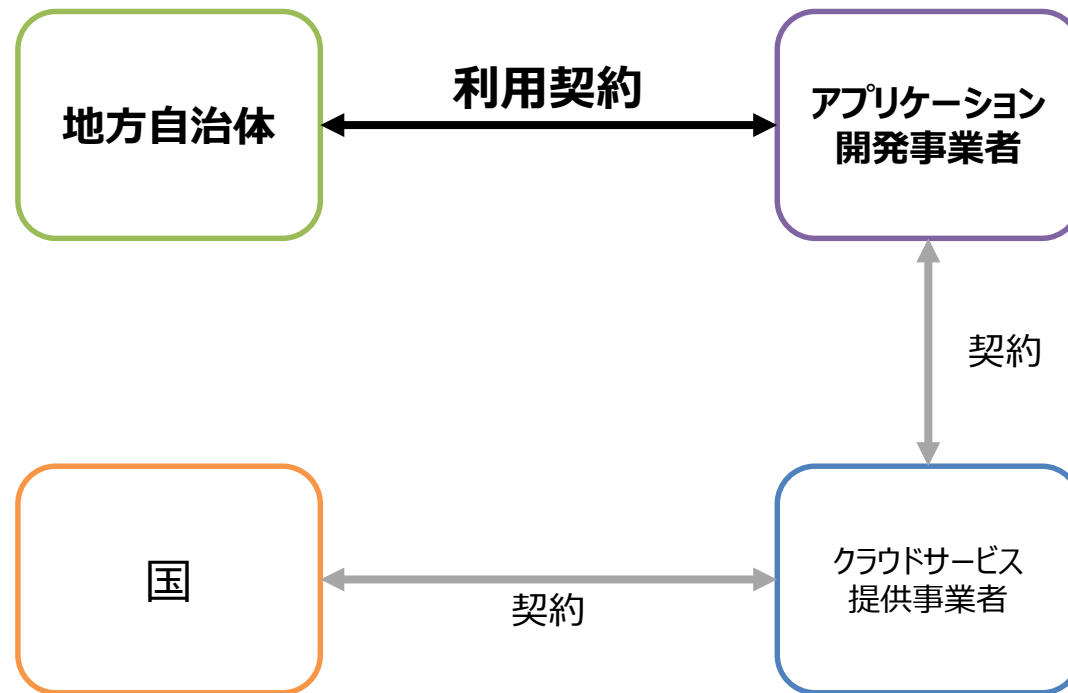 地方自治体
利用契約
アプリケーション
開発事業者
契約
国
契約
クラウドサービス
提供事業者